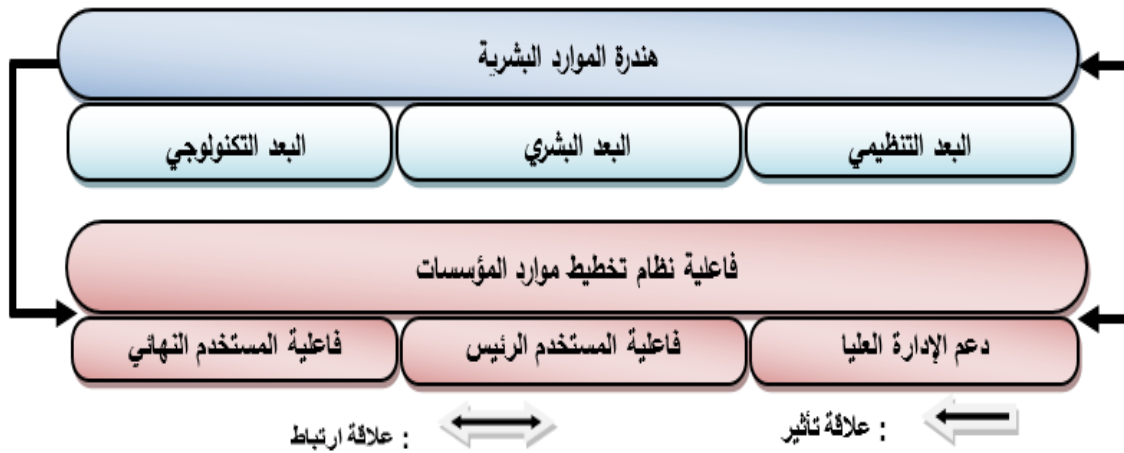 هندرة الموارد البشرية
البعد التنظيمي
البعد البشري
البعد التكنولوجي
فاعلية نظام تخطيط موارد المؤسسات
دعم الإدارة العليا
فاعلية المستخدم الرئيس
فاعلية المستخدم النهائي
: علاقة تأثير
: علاقة ارتباط